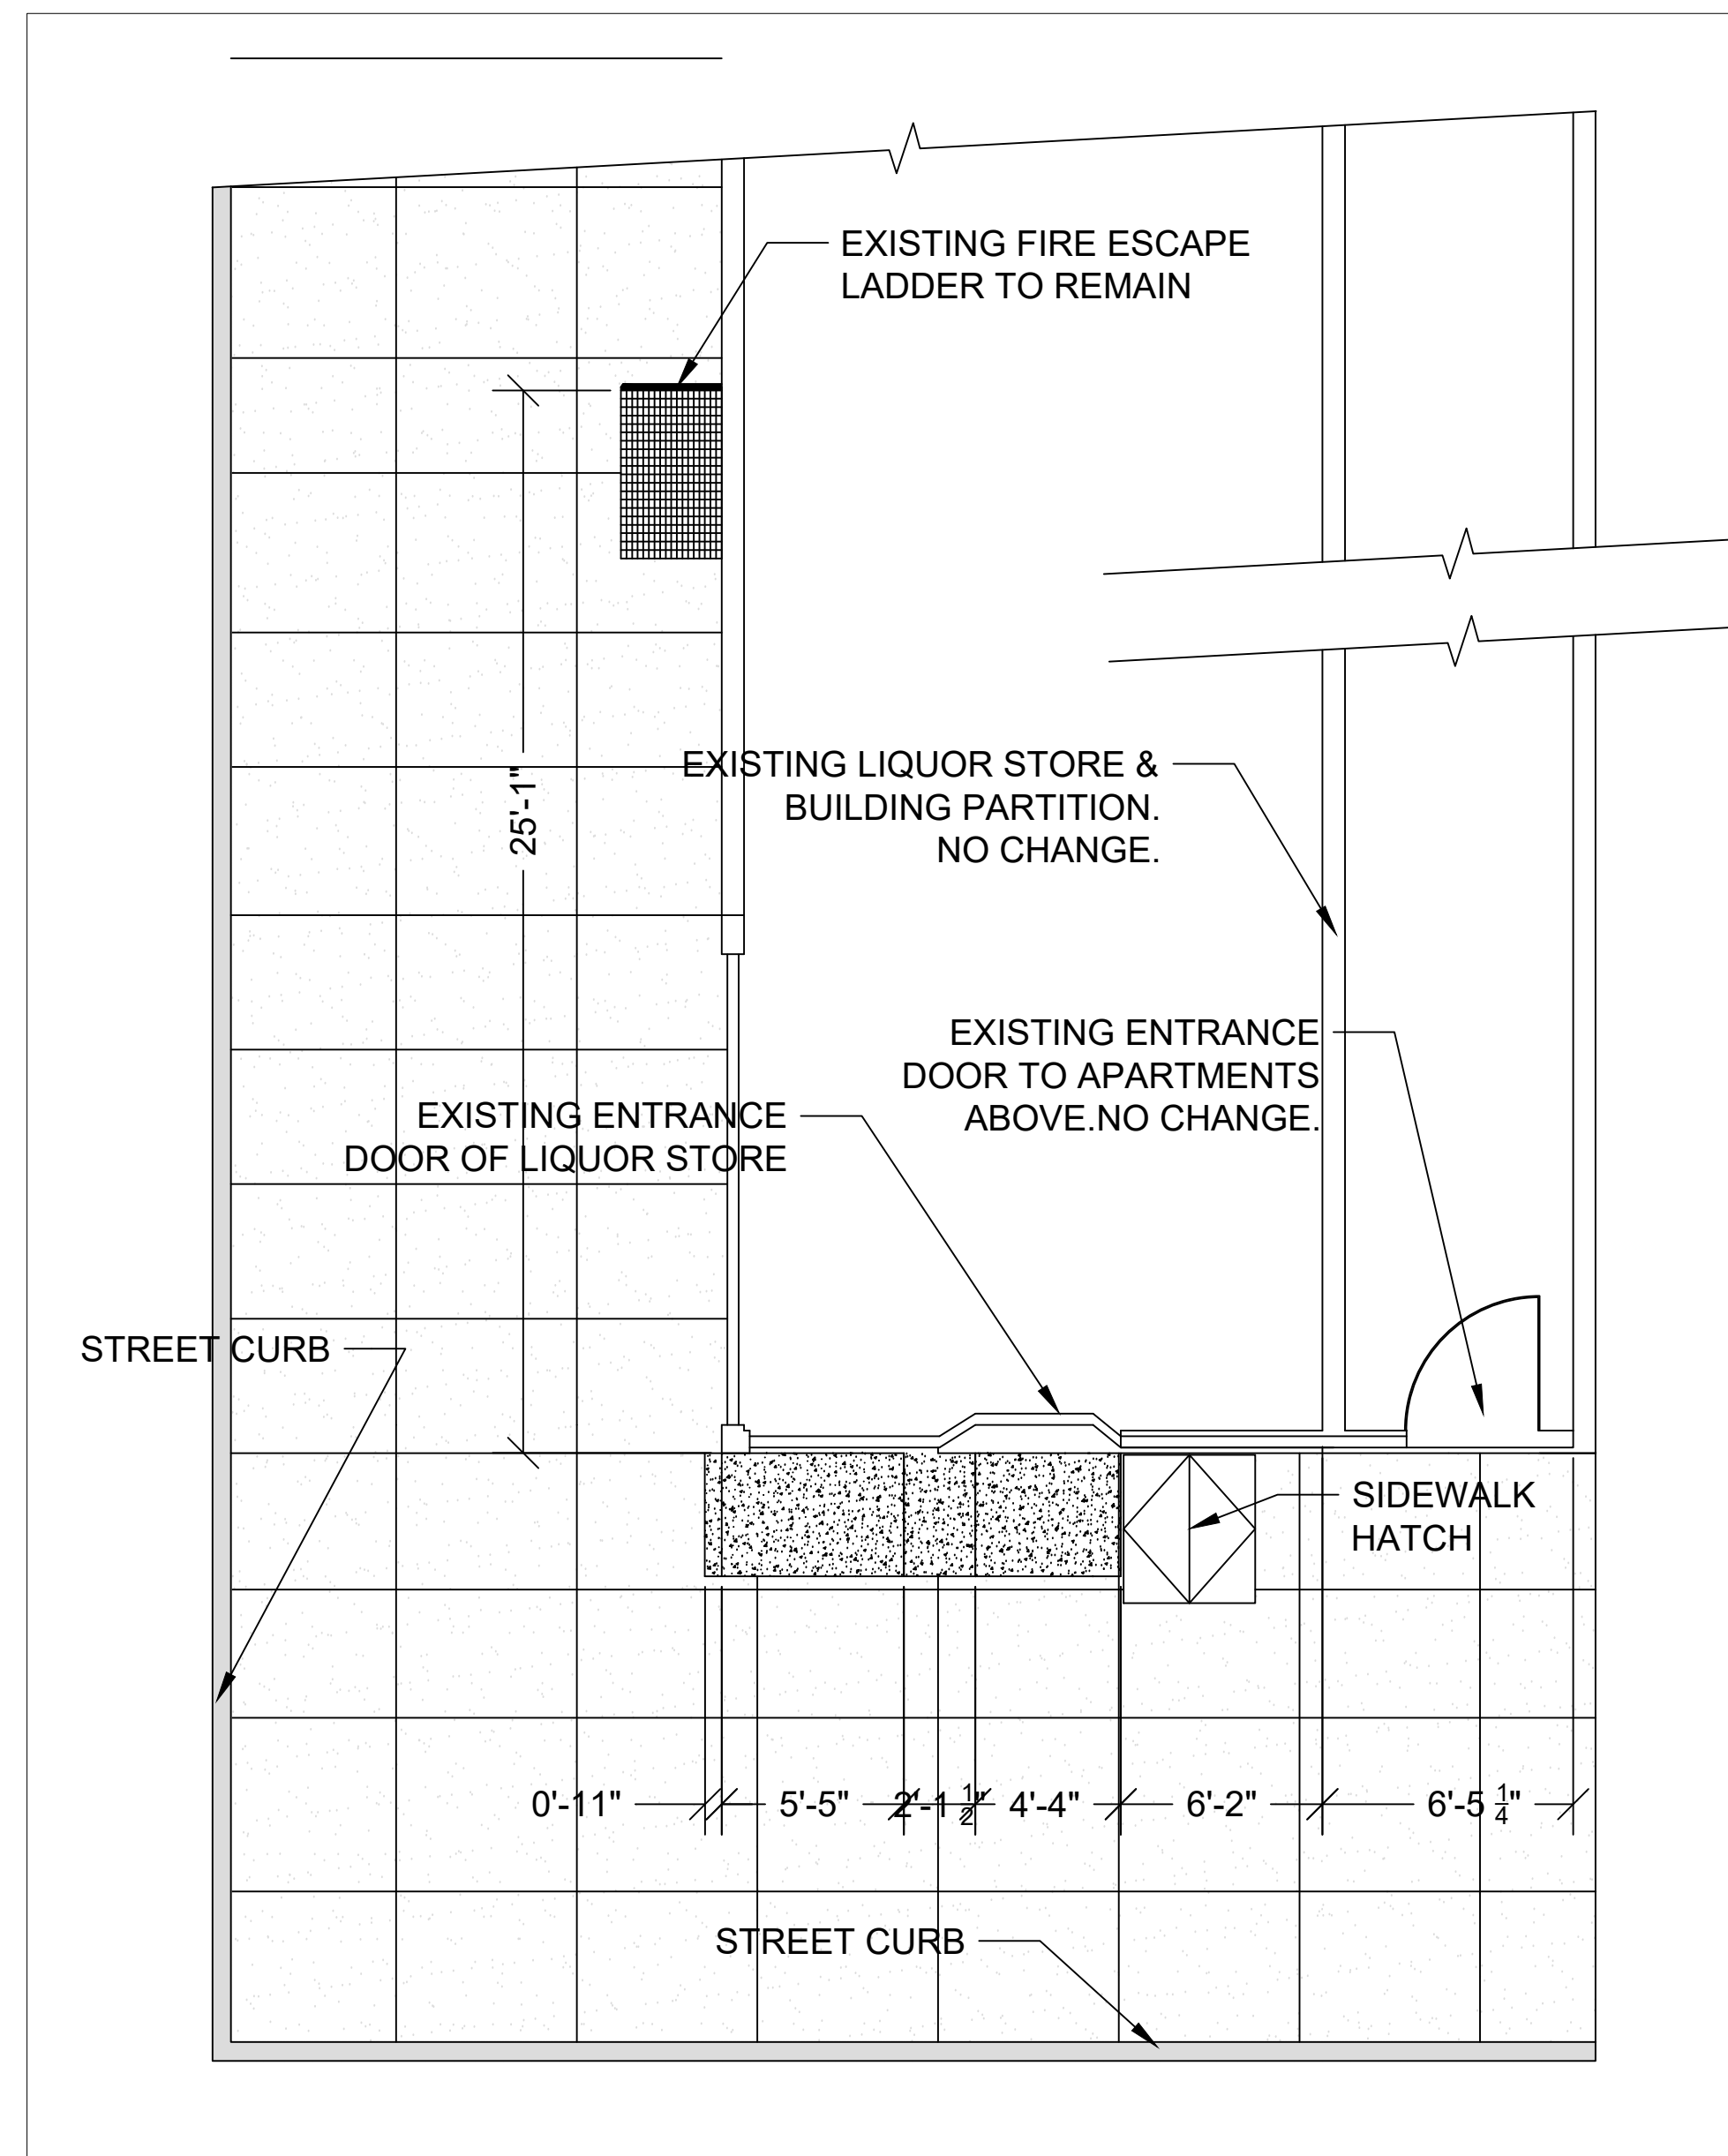 EXISTING FIRE ESCAPE
LADDER TO REMAIN
25'-1"
EXISTING LIQUOR STORE &
BUILDING PARTITION.
NO CHANGE.
EXISTING ENTRANCE
DOOR TO APARTMENTS
ABOVE.NO CHANGE.
EXISTING ENTRANCE
DOOR OF LIQUOR STORE
STREET CURB
SIDEWALK
HATCH
0'-11" 5'-5" 2'-1 1/2" 4'-4" 6'-2" 6'-5 1/4"
STREET CURB